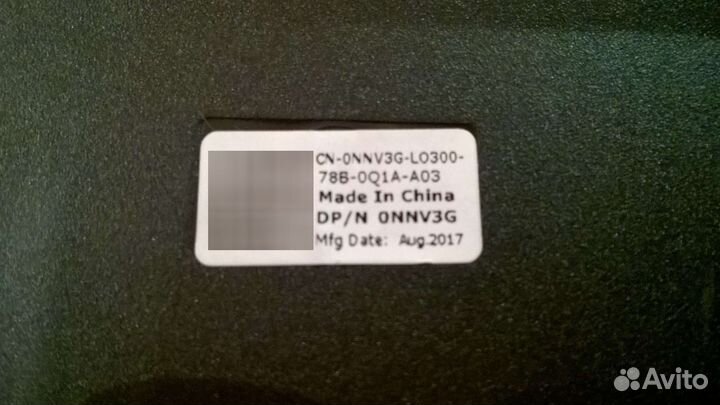 CN-0NNV3G-LO300-
78B-0Q1A-A03
Made In China
DP/N 0NNV3G
Mfg Date: Aug.2017
Avito